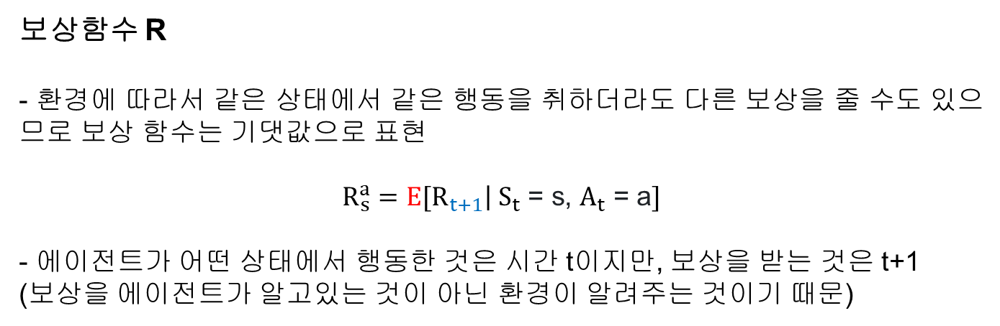 보상함수 R
- 환경에 따라서 같은 상태에서 같은 행동을 취하더라도 다른 보상을 줄 수도 있으
므로 보상 함수는 기댓값으로 표현
R_s^a = E[R_{t+1}| S_t = s, A_t = a]
- 에이전트가 어떤 상태에서 행동한 것은 시간 t이지만, 보상을 받는 것은 t+1
(보상을 에이전트가 알고있는 것이 아닌 환경이 알려주는 것이기 때문)